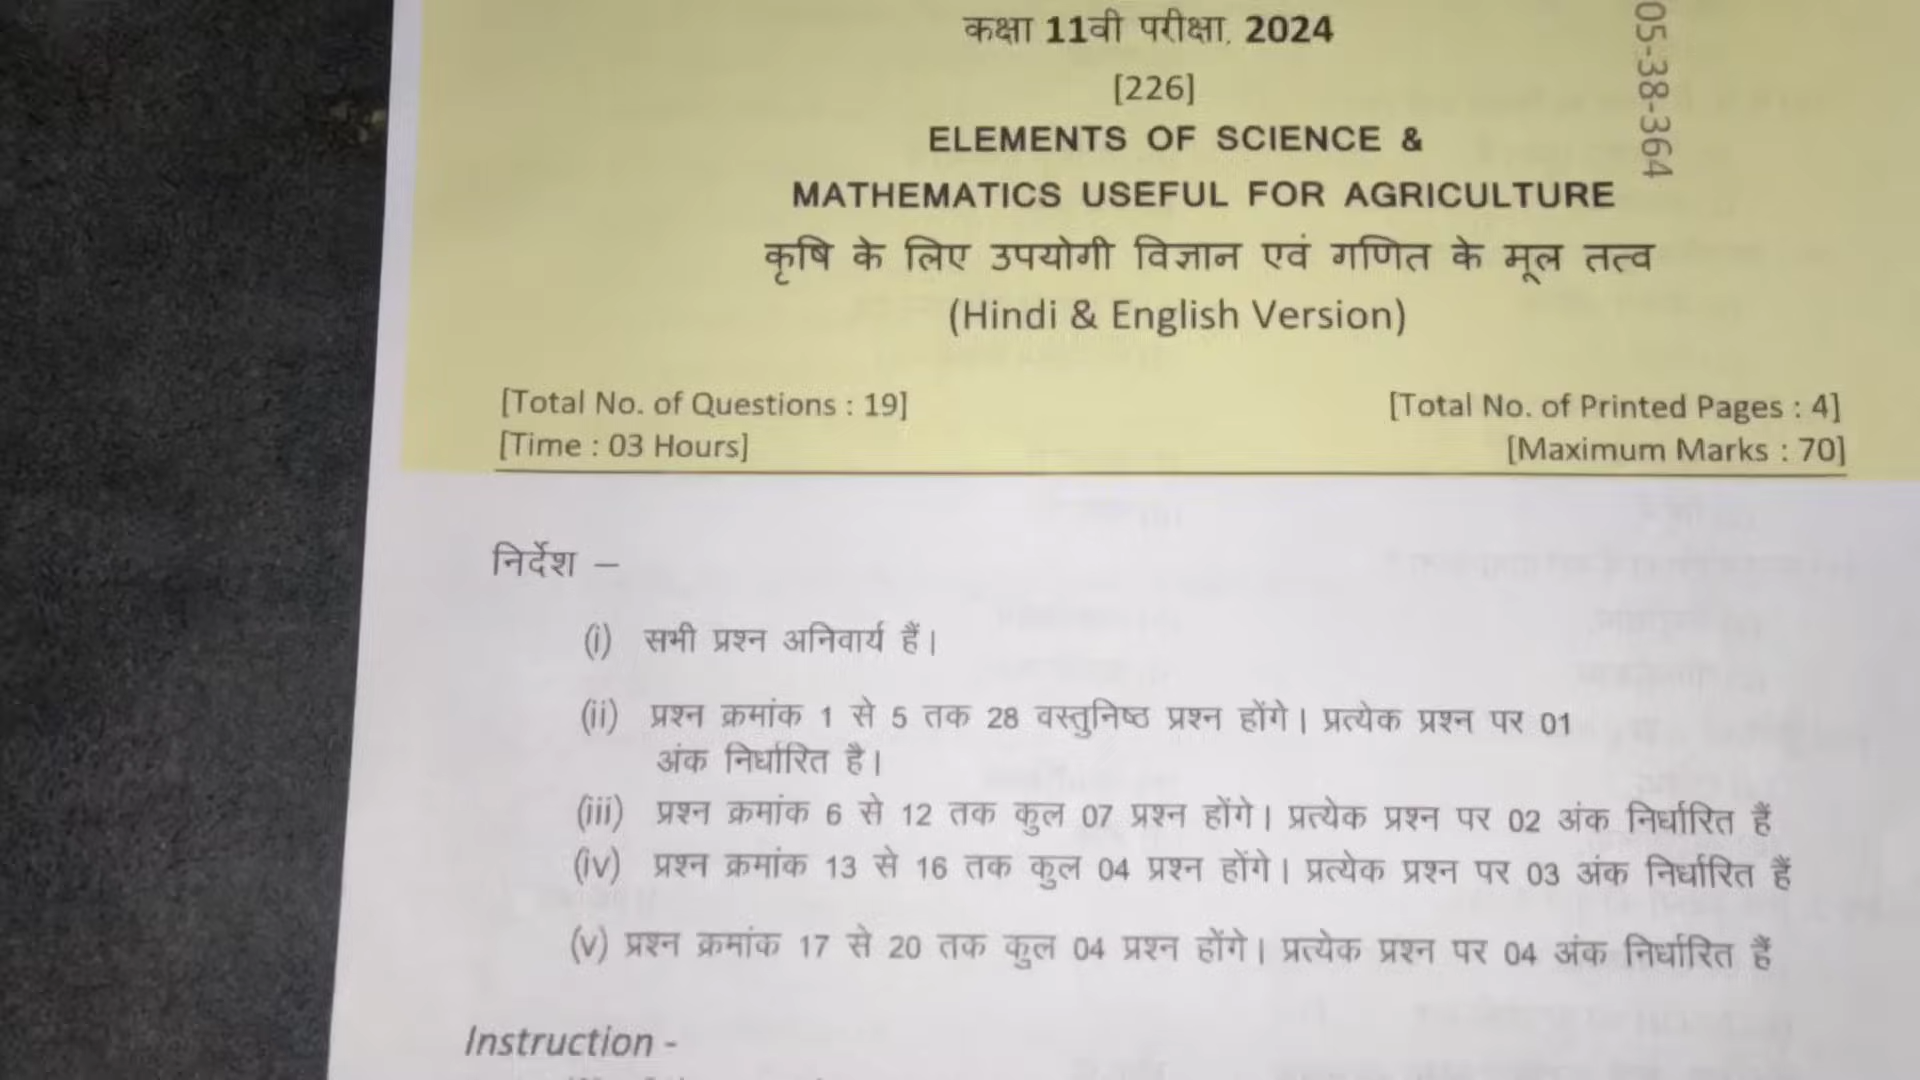 कक्षा 11वी परीक्षा, 2024
[226]
ELEMENTS OF SCIENCE &
MATHEMATICS USEFUL FOR AGRICULTURE
कृषि के लिए उपयोगी विज्ञान एवं गणित के मूल तत्व
(Hindi & English Version)
05-38-364
[Total No. of Questions : 19]
[Total No. of Printed Pages : 4]
[Time : 03 Hours]
[Maximum Marks : 70]
निर्देश –
(i) सभी प्रश्न अनिवार्य हैं।
(ii) प्रश्न क्रमांक 1 से 5 तक 28 वस्तुनिष्ठ प्रश्न होंगे। प्रत्येक प्रश्न पर 01
अंक निर्धारित है।
(iii) प्रश्न क्रमांक 6 से 12 तक कुल 07 प्रश्न होंगे। प्रत्येक प्रश्न पर 02 अंक निर्धारित हैं
(iv) प्रश्न क्रमांक 13 से 16 तक कुल 04 प्रश्न होंगे। प्रत्येक प्रश्न पर 03 अंक निर्धारित हैं
(v) प्रश्न क्रमांक 17 से 20 तक कुल 04 प्रश्न होंगे। प्रत्येक प्रश्न पर 04 अंक निर्धारित हैं
Instruction -